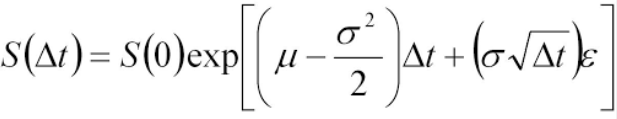 S(Δt) = S(0)exp[(μ − σ²/2)Δt + (σ√Δt)ε]